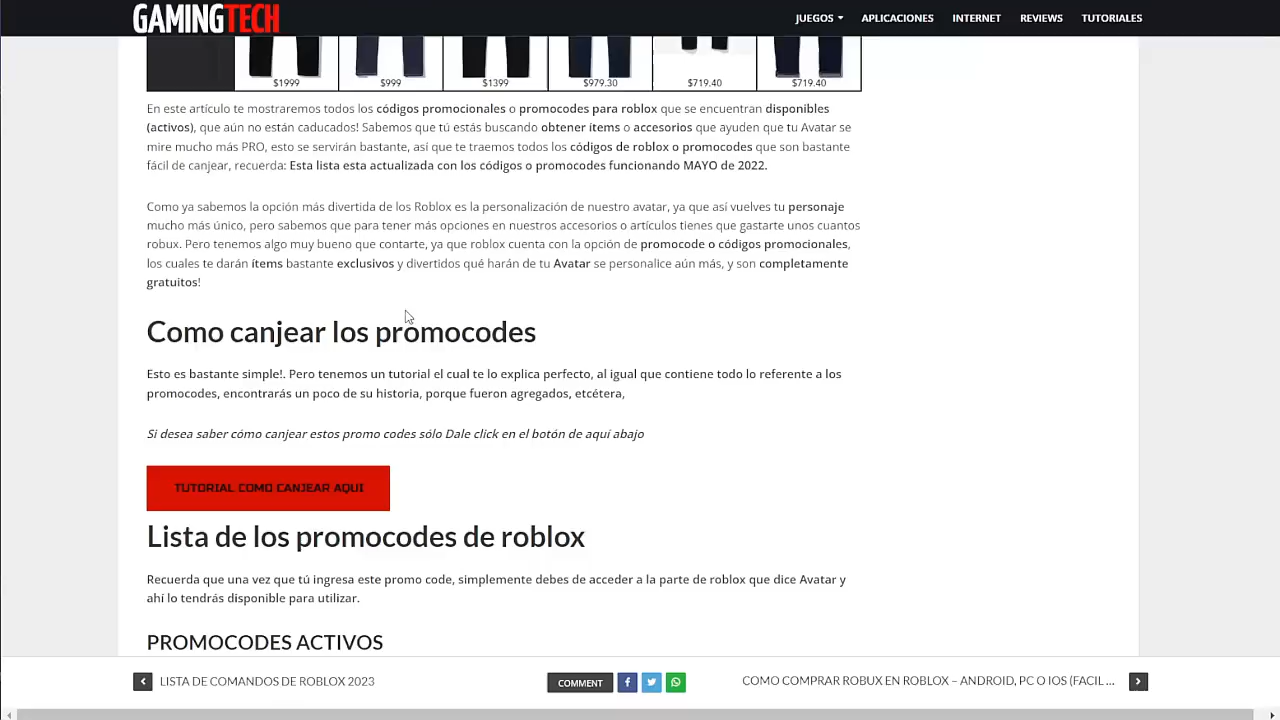 GAMINGTECH
JUEGOS APLICACIONES INTERNET REVIEWS TUTORIALES
$1999 $999 $1399 $979.30 $719.40 $719.40
En este artículo te mostraremos todos los códigos promocionales o promocodes para roblox que se encuentran disponibles
(activos), que aún no están caducados! Sabemos que tú estás buscando obtener ítems o accesorios que ayuden que tu Avatar se
mire mucho más PRO, esto se servirán bastante, así que te traemos todos los códigos de roblox o promocodes que son bastante
fácil de canjear, recuerda: Esta lista esta actualizada con los códigos o promocodes funcionando MAYO de 2022.
Como ya sabemos la opción más divertida de los Roblox es la personalización de nuestro avatar, ya que así vuelves tu personaje
mucho más único, pero sabemos que para tener más opciones en nuestros accesorios o artículos tienes que gastarte unos cuantos
robux. Pero tenemos algo muy bueno que contarte, ya que roblox cuenta con la opción de promocode o códigos promocionales,
los cuales te darán ítems bastante exclusivos y divertidos qué harán de tu Avatar se personalice aún más, y son completamente
gratuitos!
Como canjear los promocodes
Esto es bastante simple!. Pero tenemos un tutorial el cual te lo explica perfecto, al igual que contiene todo lo referente a los
promocodes, encontrarás un poco de su historia, porque fueron agregados, etcétera,
Si desea saber cómo canjear estos promo codes sólo Dale click en el botón de aquí abajo
TUTORIAL COMO CANJEAR AQUI
Lista de los promocodes de roblox
Recuerda que una vez que tú ingresa este promo code, simplemente debes de acceder a la parte de roblox que dice Avatar y
ahí lo tendrás disponible para utilizar.
PROMOCODES ACTIVOS
LISTA DE COMANDOS DE ROBLOX 2023 COMMENT COMO COMPRAR ROBUX EN ROBLOX – ANDROID, PC O IOS (FACIL ...